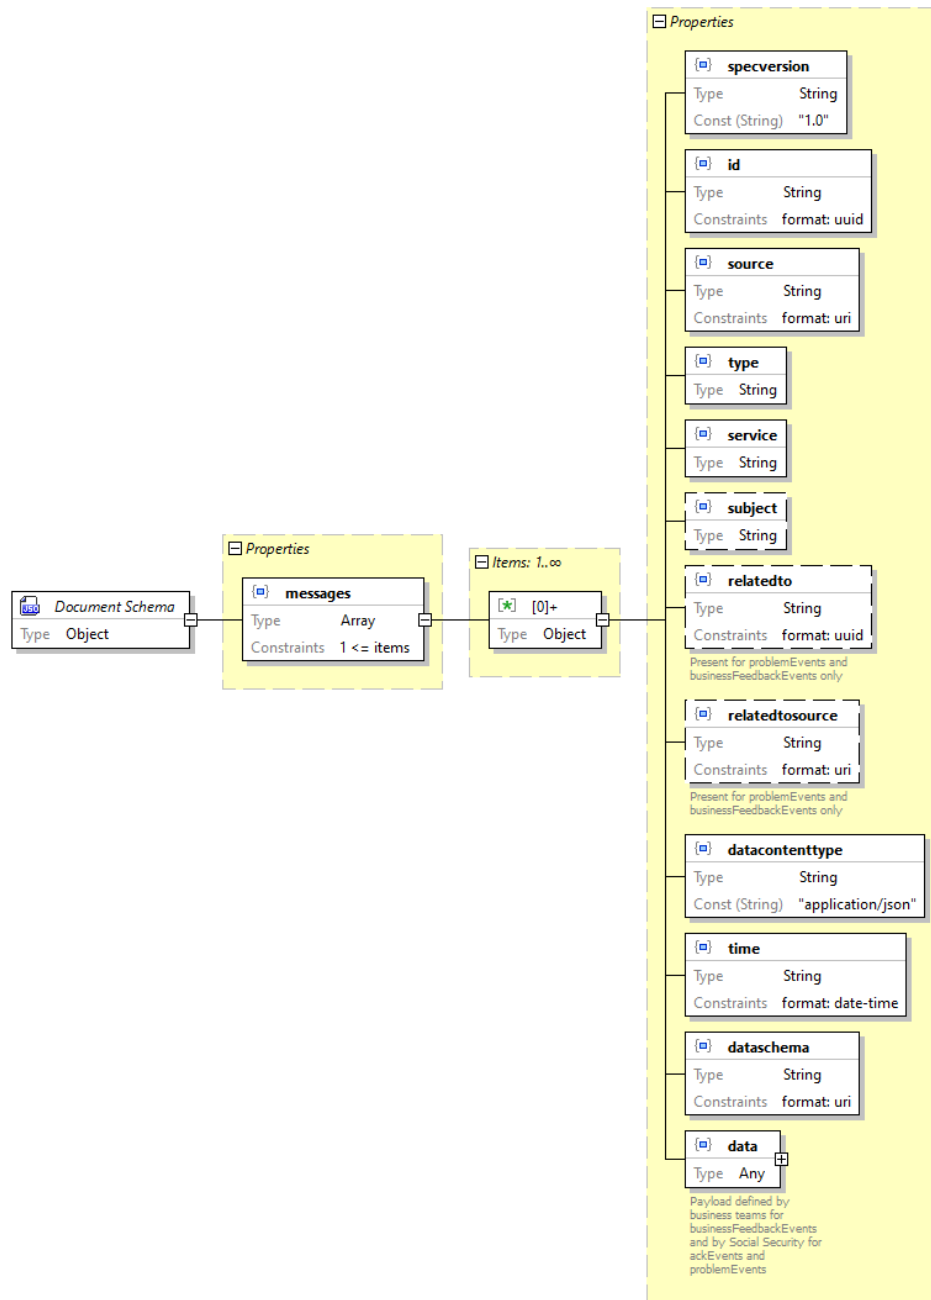 Properties
specversion
Type String
Const (String) "1.0"
id
Type String
Constraints format: uuid
source
Type String
Constraints format: uri
type
Type String
service
Type String
subject
Type String
Properties
Items: 1..∞
relatedto
JSO Document Schema
messages
[0]+
Type String
Type Object
Type Array
Type Object
Constraints format: uuid
Constraints 1 <= items
Present for problemEvents and
businessFeedbackEvents only
relatedtosource
Type String
Constraints format: uri
Present for problemEvents and
businessFeedbackEvents only
datacontenttype
Type String
Const (String) "application/json"
time
Type String
Constraints format: date-time
dataschema
Type String
Constraints format: uri
data
Type Any
Payload defined by
business teams for
businessFeedbackEvents
and by Social Security for
ackEvents and
problemEvents